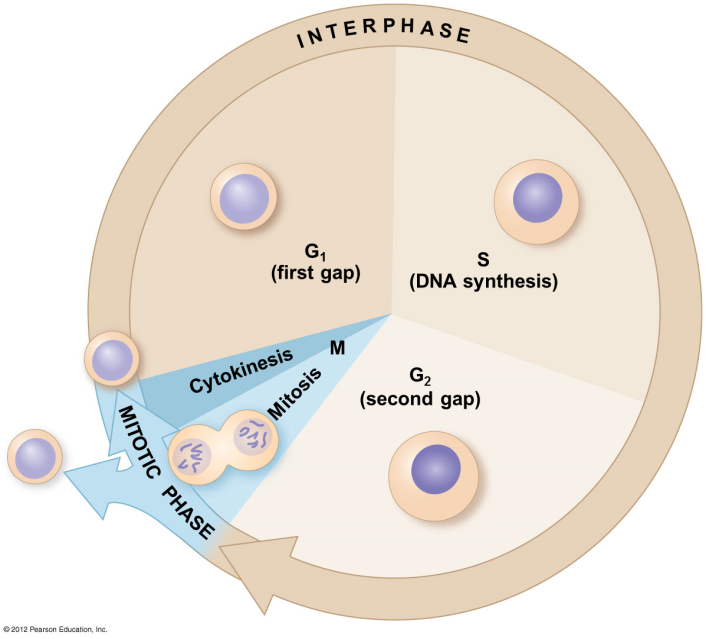 INTERPHASE
G₁
(first gap)
S
(DNA synthesis)
Cytokinesis
M
Mitosis
G₂
(second gap)
MITOTIC PHASE
© 2012 Pearson Education, Inc.